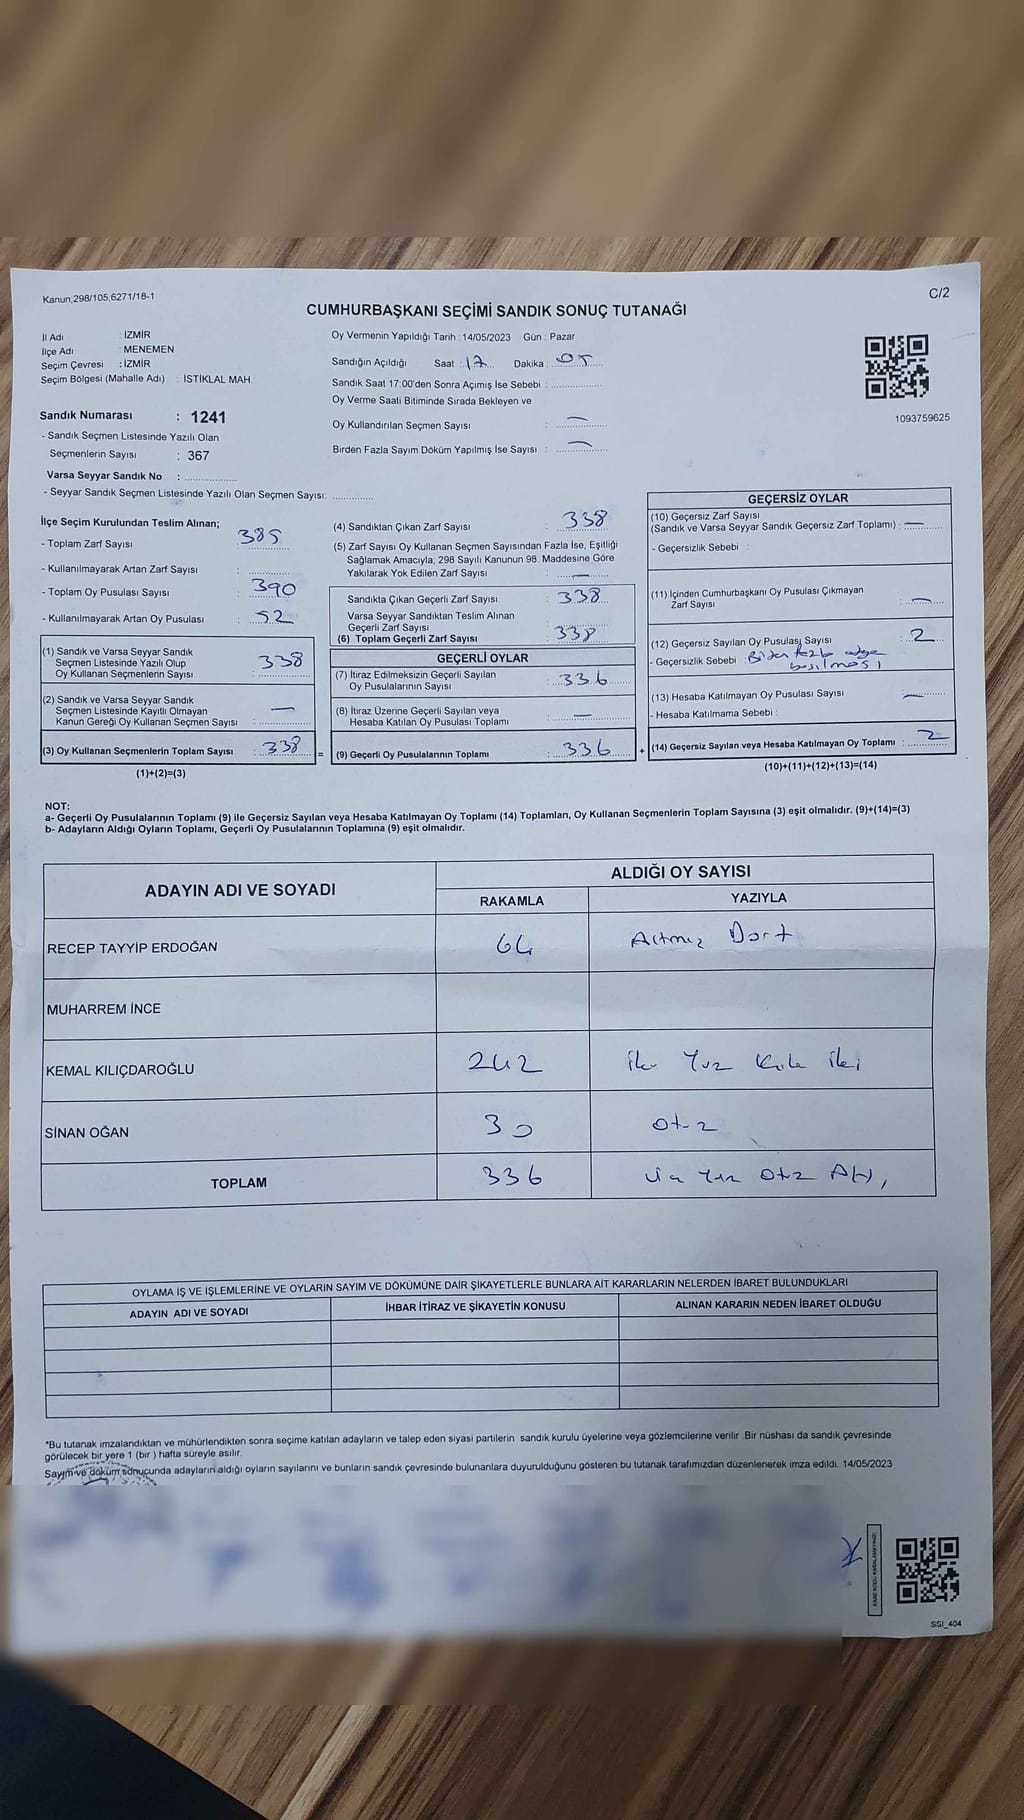 Kanun;298/105;6271/18-1
C/2
CUMHURBAŞKANI SEÇİMİ SANDIK SONUÇ TUTANAĞI
İl Adı : İZMİR
İlçe Adı : MENEMEN
Seçim Çevresi : İZMİR
Seçim Bölgesi (Mahalle Adı) : İSTİKLAL MAH.
Oy Vermenin Yapıldığı Tarih : 14/05/2023 Gün : Pazar
Sandığın Açıldığı Saat : 17 Dakika : 05
Sandık Saat 17:00'den Sonra Açımış İse Sebebi :
Oy Verme Saati Bitiminde Sırada Bekleyen ve
Oy Kullandırılan Seçmen Sayısı : —
Birden Fazla Sayım Döküm Yapılmış İse Sayısı : —
1093759625
Sandık Numarası : 1241
- Sandık Seçmen Listesinde Yazılı Olan
Seçmenlerin Sayısı : 367
Varsa Seyyar Sandık No :
- Seyyar Sandık Seçmen Listesinde Yazılı Olan Seçmen Sayısı:
İlçe Seçim Kurulundan Teslim Alınan;
- Toplam Zarf Sayısı : 385
- Kullanılmayarak Artan Zarf Sayısı :
- Toplam Oy Pusulası Sayısı : 390
- Kullanılmayarak Artan Oy Pusulası : 52
(1) Sandık ve Varsa Seyyar Sandık
Seçmen Listesinde Yazılı Olup
Oy Kullanan Seçmenlerin Sayısı : 338
(2) Sandık ve Varsa Seyyar Sandık
Seçmen Listesinde Kayıtlı Olmayan
Kanun Gereği Oy Kullanan Seçmen Sayısı : —
(3) Oy Kullanan Seçmenlerin Toplam Sayısı : 338
(1)+(2)=(3)
(4) Sandıktan Çıkan Zarf Sayısı : 338
(5) Zarf Sayısı Oy Kullanan Seçmen Sayısından Fazla İse, Eşitliği
Sağlamak Amacıyla; 298 Sayılı Kanunun 98. Maddesine Göre
Yakılarak Yok Edilen Zarf Sayısı : —
Sandıkta Çıkan Geçerli Zarf Sayısı : 338
Varsa Seyyar Sandıktan Teslim Alınan
Geçerli Zarf Sayısı :
(6) Toplam Geçerli Zarf Sayısı : 338
GEÇERLİ OYLAR
(7) İtiraz Edilmeksizin Geçerli Sayılan
Oy Pusulalarının Sayısı : 336
(8) İtiraz Üzerine Geçerli Sayılan veya
Hesaba Katılan Oy Pusulası Toplamı : —
= (9) Geçerli Oy Pusulalarının Toplamı : 336
GEÇERSİZ OYLAR
(10) Geçersiz Zarf Sayısı
(Sandık ve Varsa Seyyar Sandık Geçersiz Zarf Toplamı) : —
- Geçersizlik Sebebi :
(11) İçinden Cumhurbaşkanı Oy Pusulası Çıkmayan
Zarf Sayısı : —
(12) Geçersiz Sayılan Oy Pusulası Sayısı : 2
- Geçersizlik Sebebi : Birden fazla
basılması
(13) Hesaba Katılmayan Oy Pusulası Sayısı : —
- Hesaba Katılmama Sebebi :
+ (14) Geçersiz Sayılan veya Hesaba Katılmayan Oy Toplamı : 2
(10)+(11)+(12)+(13)=(14)
NOT:
a- Geçerli Oy Pusulalarının Toplamı (9) ile Geçersiz Sayılan veya Hesaba Katılmayan Oy Toplamı (14) Toplamları, Oy Kullanan Seçmenlerin Toplam Sayısına (3) eşit olmalıdır. (9)+(14)=(3)
b- Adayların Aldığı Oyların Toplamı, Geçerli Oy Pusulalarının Toplamına (9) eşit olmalıdır.
ADAYIN ADI VE SOYADI ALDIĞI OY SAYISI
RAKAMLA YAZIYLA
RECEP TAYYİP ERDOĞAN 64 Altmış Dört
MUHARREM İNCE
KEMAL KILIÇDAROĞLU 242 iki Yüz Kırk iki
SİNAN OĞAN 30 Otuz
TOPLAM 336 Üç Yüz Otuz Altı
OYLAMA İŞ VE İŞLEMLERİNE VE OYLARIN SAYIM VE DÖKÜMÜNE DAİR ŞİKAYETLERLE BUNLARA AİT KARARLARIN NELERDEN İBARET BULUNDUKLARI
ADAYIN ADI VE SOYADI İHBAR İTİRAZ VE ŞİKAYETİN KONUSU ALINAN KARARIN NEDEN İBARET OLDUĞU
*Bu tutanak imzalandıktan ve mühürlendikten sonra seçime katılan adayların ve talep eden siyasi partilerin sandık kurulu üyelerine veya gözlemcilerine verilir. Bir nüshası da sandık çevresinde
görülecek bir yere 1 (bir ) hafta süreyle asılır.
Sayım ve döküm sonucunda adayların aldığı oyların sayılarını ve bunların sandık çevresinde bulunanlara duyurulduğunu gösteren bu tutanak tarafımızdan düzenlenerek imza edildi. 14/05/2023
SSI_404